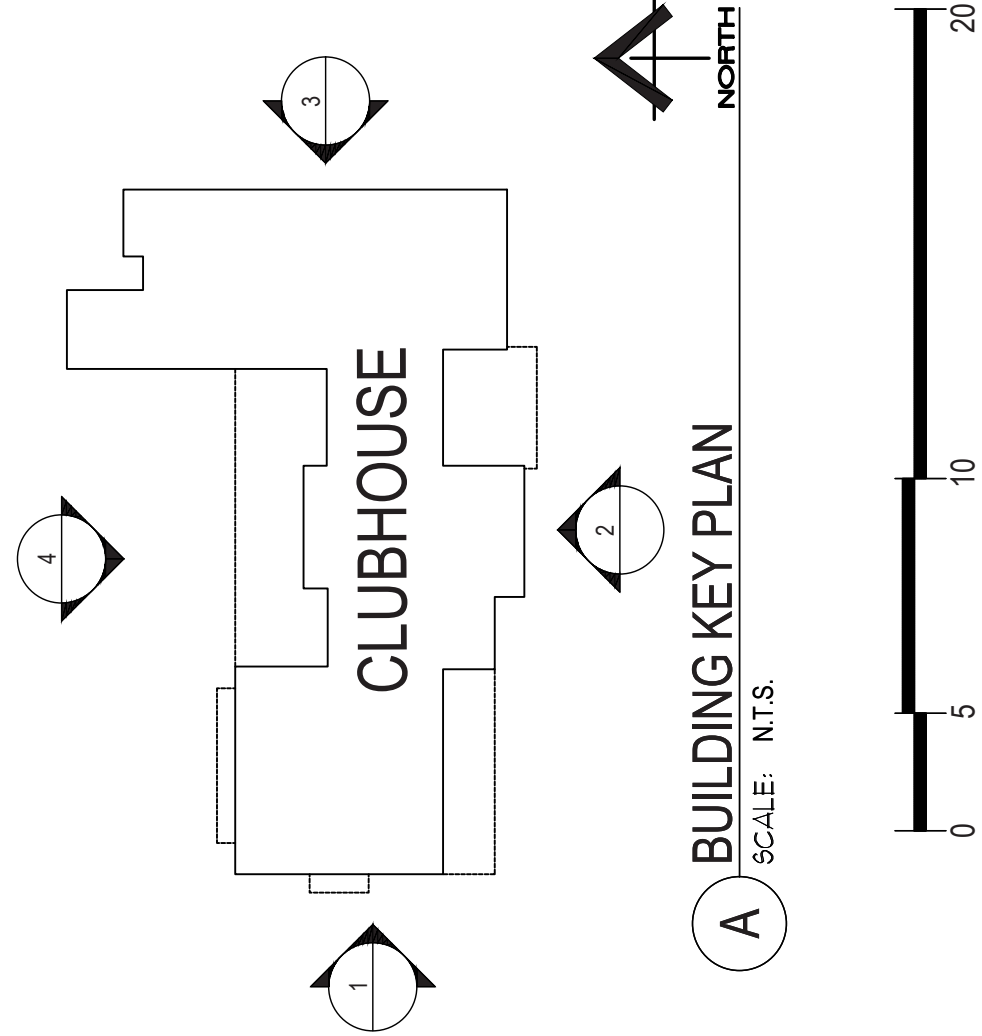 4
3
1
2
CLUBHOUSE
A
BUILDING KEY PLAN
SCALE: N.T.S.
NORTH
0 5 10 20